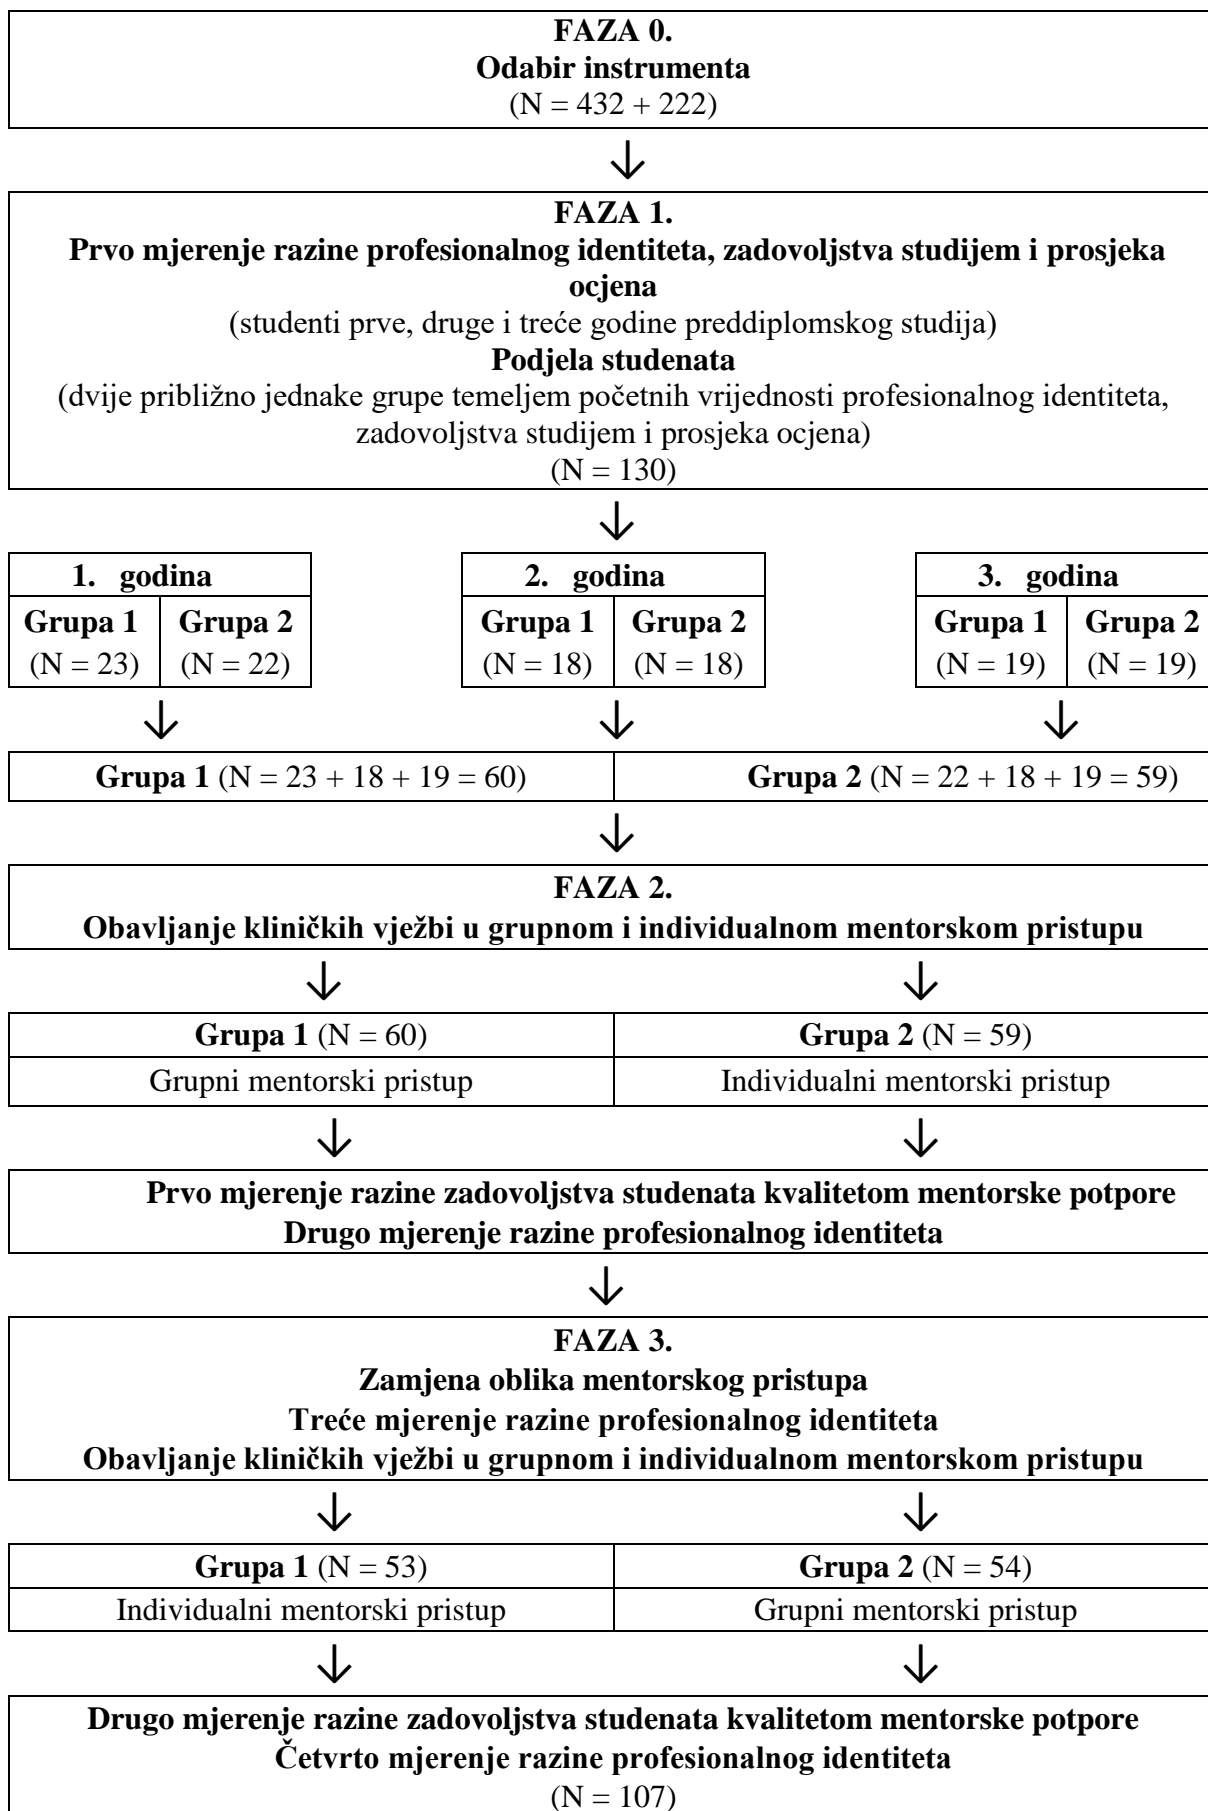 FAZA 0.
Odabir instrumenta
(N = 432 + 222)
FAZA 1.
Prvo mjerenje razine profesionalnog identiteta, zadovoljstva studijem i prosjeka
ocjena
(studenti prve, druge i treće godine preddiplomskog studija)
Podjela studenata
(dvije približno jednake grupe temeljem početnih vrijednosti profesionalnog identiteta,
zadovoljstva studijem i prosjeka ocjena)
(N = 130)
1. godina
Grupa 1 Grupa 2
(N = 23) (N = 22)
2. godina
Grupa 1 Grupa 2
(N = 18) (N = 18)
3. godina
Grupa 1 Grupa 2
(N = 19) (N = 19)
Grupa 1 (N = 23 + 18 + 19 = 60)
Grupa 2 (N = 22 + 18 + 19 = 59)
FAZA 2.
Obavljanje kliničkih vježbi u grupnom i individualnom mentorskom pristupu
Grupa 1 (N = 60)
Grupni mentorski pristup
Grupa 2 (N = 59)
Individualni mentorski pristup
Prvo mjerenje razine zadovoljstva studenata kvalitetom mentorske potpore
Drugo mjerenje razine profesionalnog identiteta
FAZA 3.
Zamjena oblika mentorskog pristupa
Treće mjerenje razine profesionalnog identiteta
Obavljanje kliničkih vježbi u grupnom i individualnom mentorskom pristupu
Grupa 1 (N = 53)
Individualni mentorski pristup
Grupa 2 (N = 54)
Grupni mentorski pristup
Drugo mjerenje razine zadovoljstva studenata kvalitetom mentorske potpore
Četvrto mjerenje razine profesionalnog identiteta
(N = 107)